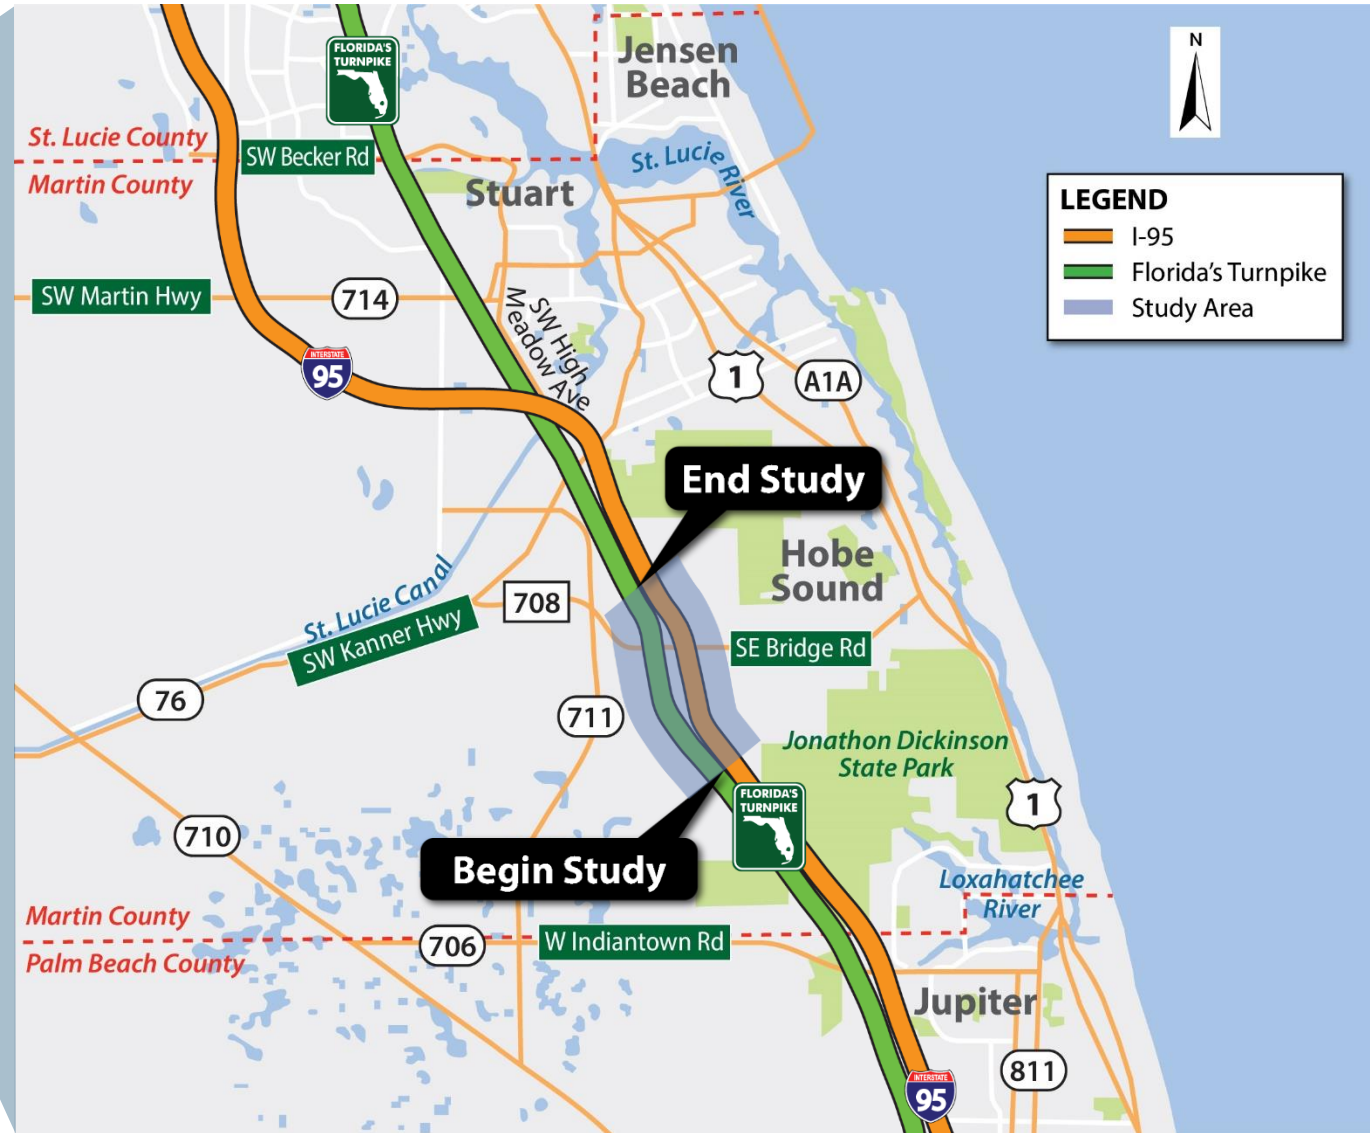 N
FLORIDA'S
TURNPIKE
Jensen
Beach
St. Lucie County
SW Becker Rd
Martin County
St. Lucie
River
Stuart
LEGEND
I-95
Florida's Turnpike
Study Area
SW Martin Hwy
714
SW High
Meadow Ave
INTERSTATE
95
1
A1A
End Study
Hobe
Sound
St. Lucie Canal
SW Kanner Hwy
708
SE Bridge Rd
76
711
Jonathon Dickinson
State Park
FLORIDA'S
TURNPIKE
1
710
Begin Study
Loxahatchee
River
Martin County
706
W Indiantown Rd
Palm Beach County
Jupiter
811
INTERSTATE
95